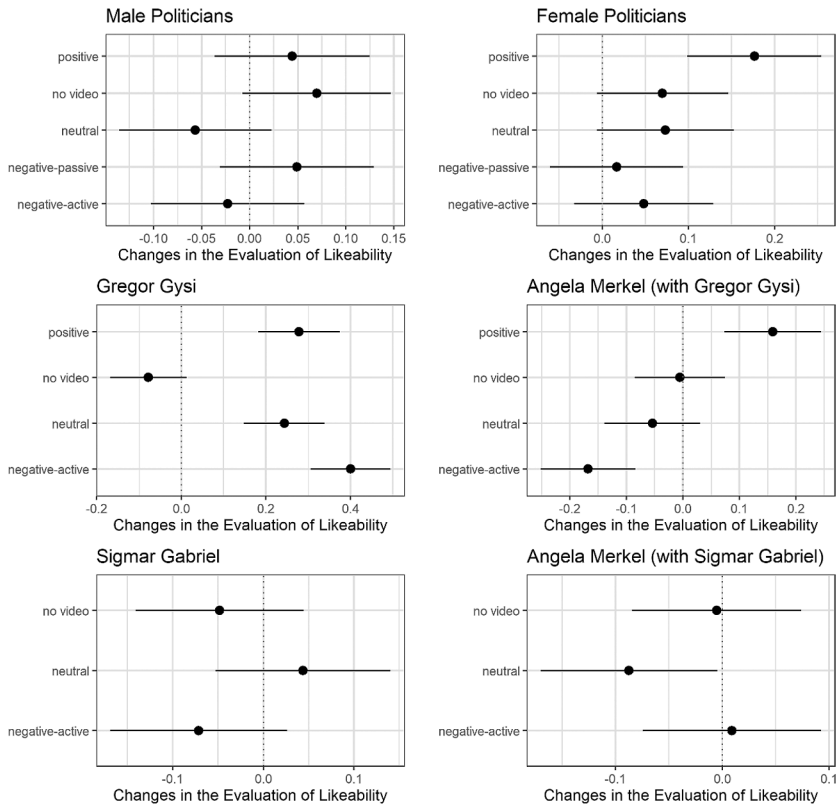 Male Politicians
positive
no video
neutral
negative-passive
negative-active
-0.10 -0.05 0.00 0.05 0.10 0.15
Changes in the Evaluation of Likeability
Female Politicians
positive
no video
neutral
negative-passive
negative-active
0.0 0.1 0.2
Changes in the Evaluation of Likeability
Gregor Gysi
positive
no video
neutral
negative-active
-0.2 0.0 0.2 0.4
Changes in the Evaluation of Likeability
Angela Merkel (with Gregor Gysi)
positive
no video
neutral
negative-active
-0.2 -0.1 0.0 0.1 0.2
Changes in the Evaluation of Likeability
Sigmar Gabriel
no video
neutral
negative-active
-0.1 0.0 0.1
Changes in the Evaluation of Likeability
Angela Merkel (with Sigmar Gabriel)
no video
neutral
negative-active
-0.1 0.0 0.1
Changes in the Evaluation of Likeability